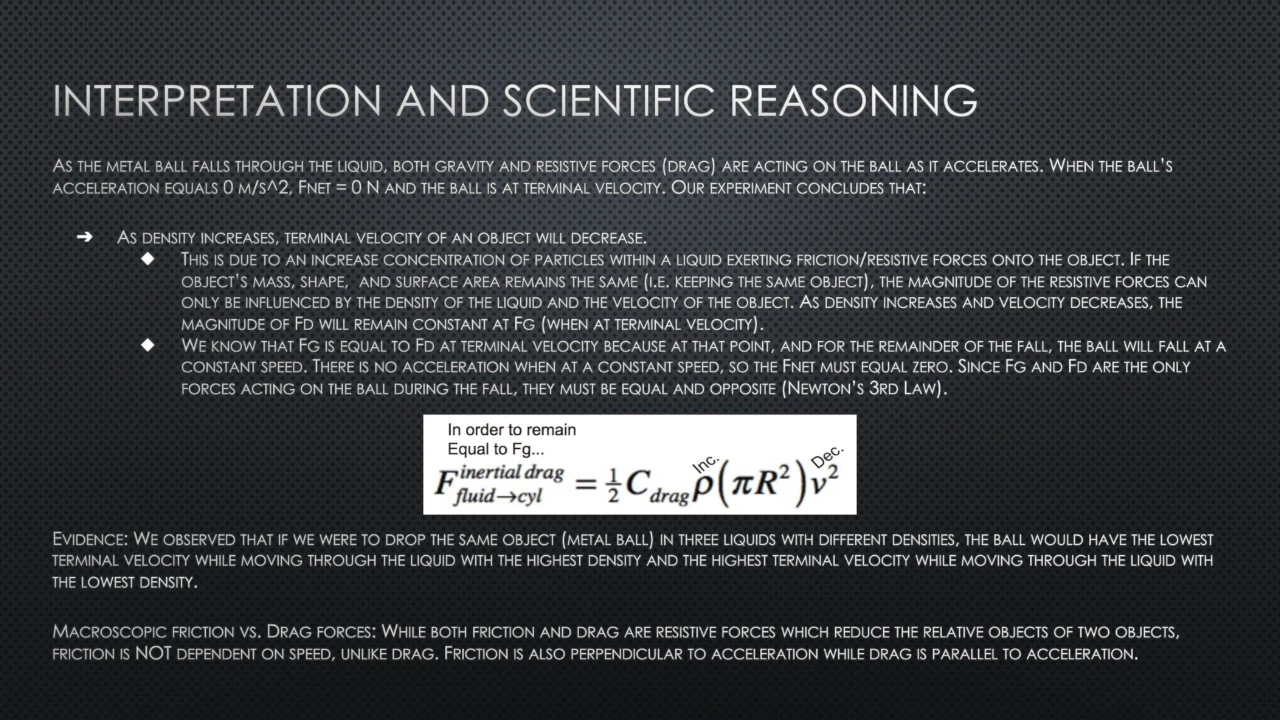 INTERPRETATION AND SCIENTIFIC REASONING
AS THE METAL BALL FALLS THROUGH THE LIQUID, BOTH GRAVITY AND RESISTIVE FORCES (DRAG) ARE ACTING ON THE BALL AS IT ACCELERATES. WHEN THE BALL'S
ACCELERATION EQUALS 0 M/S^2, FNET = 0 N AND THE BALL IS AT TERMINAL VELOCITY. OUR EXPERIMENT CONCLUDES THAT:
➔ AS DENSITY INCREASES, TERMINAL VELOCITY OF AN OBJECT WILL DECREASE.
◆ THIS IS DUE TO AN INCREASE CONCENTRATION OF PARTICLES WITHIN A LIQUID EXERTING FRICTION/RESISTIVE FORCES ONTO THE OBJECT. IF THE
OBJECT'S MASS, SHAPE, AND SURFACE AREA REMAINS THE SAME (I.E. KEEPING THE SAME OBJECT), THE MAGNITUDE OF THE RESISTIVE FORCES CAN
ONLY BE INFLUENCED BY THE DENSITY OF THE LIQUID AND THE VELOCITY OF THE OBJECT. AS DENSITY INCREASES AND VELOCITY DECREASES, THE
MAGNITUDE OF FD WILL REMAIN CONSTANT AT FG (WHEN AT TERMINAL VELOCITY).
◆ WE KNOW THAT FG IS EQUAL TO FD AT TERMINAL VELOCITY BECAUSE AT THAT POINT, AND FOR THE REMAINDER OF THE FALL, THE BALL WILL FALL AT A
CONSTANT SPEED. THERE IS NO ACCELERATION WHEN AT A CONSTANT SPEED, SO THE FNET MUST EQUAL ZERO. SINCE FG AND FD ARE THE ONLY
FORCES ACTING ON THE BALL DURING THE FALL, THEY MUST BE EQUAL AND OPPOSITE (NEWTON'S 3RD LAW).
In order to remain
Equal to Fg...
Inc. Dec.
F^{inertial drag}_{fluid→cyl} = ½ C_{drag} ρ(πR²)v²
EVIDENCE: WE OBSERVED THAT IF WE WERE TO DROP THE SAME OBJECT (METAL BALL) IN THREE LIQUIDS WITH DIFFERENT DENSITIES, THE BALL WOULD HAVE THE LOWEST
TERMINAL VELOCITY WHILE MOVING THROUGH THE LIQUID WITH THE HIGHEST DENSITY AND THE HIGHEST TERMINAL VELOCITY WHILE MOVING THROUGH THE LIQUID WITH
THE LOWEST DENSITY.
MACROSCOPIC FRICTION VS. DRAG FORCES: WHILE BOTH FRICTION AND DRAG ARE RESISTIVE FORCES WHICH REDUCE THE RELATIVE OBJECTS OF TWO OBJECTS,
FRICTION IS NOT DEPENDENT ON SPEED, UNLIKE DRAG. FRICTION IS ALSO PERPENDICULAR TO ACCELERATION WHILE DRAG IS PARALLEL TO ACCELERATION.